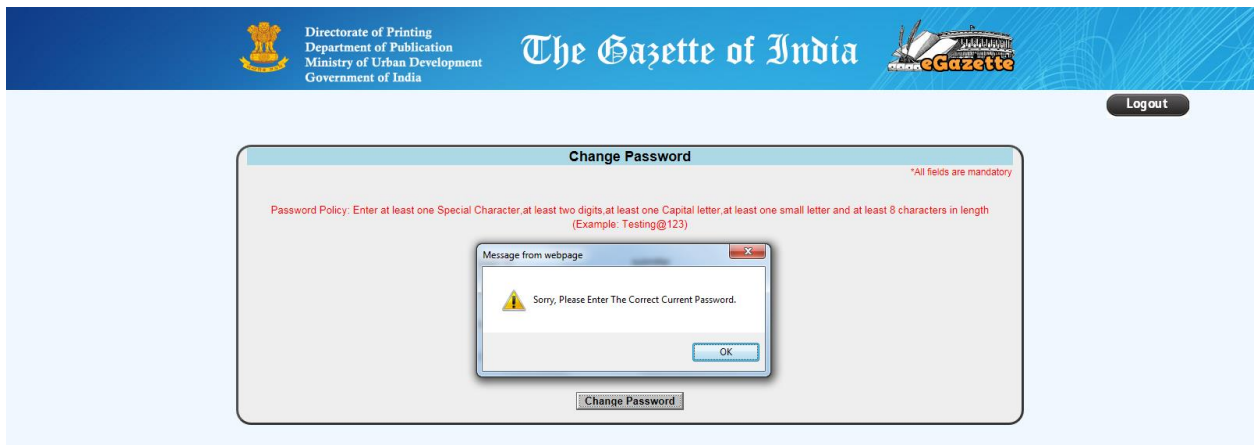 Directorate of Printing
Department of Publication
Ministry of Urban Development
Government of India
The Gazette of India
eGazette
Logout
Change Password
*All fields are mandatory
Password Policy: Enter at least one Special Character,at least two digits,at least one Capital letter,at least one small letter and at least 8 characters in length
(Example: Testing@123)
Message from webpage
Sorry, Please Enter The Correct Current Password.
OK
Change Password